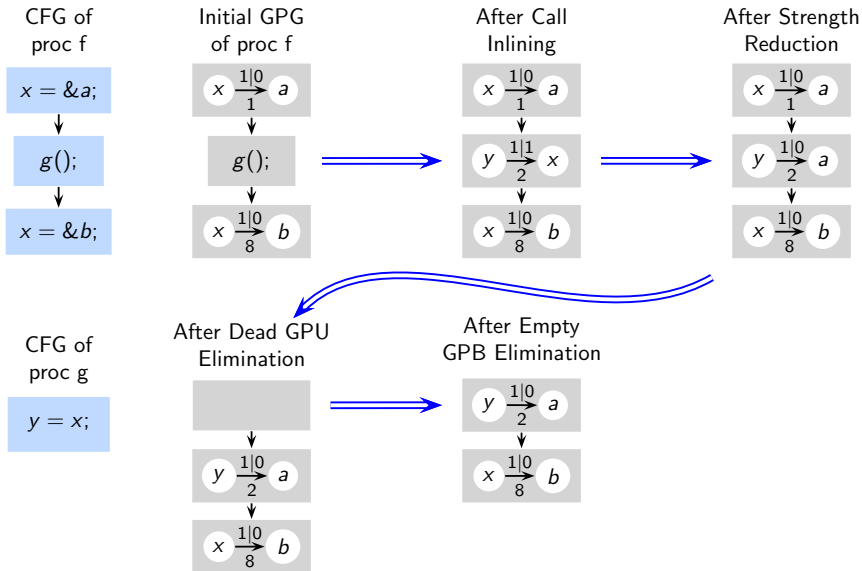 CFG of
proc f
x = &a;
g();
x = &b;
Initial GPG
of proc f
x 1|0 a
1
g();
x 1|0 b
8
After Call
Inlining
x 1|0 a
1
y 1|1 x
2
x 1|0 b
8
After Strength
Reduction
x 1|0 a
1
y 1|0 a
2
x 1|0 b
8
CFG of
proc g
y = x;
After Dead GPU
Elimination
y 1|0 a
2
x 1|0 b
8
After Empty
GPB Elimination
y 1|0 a
2
x 1|0 b
8